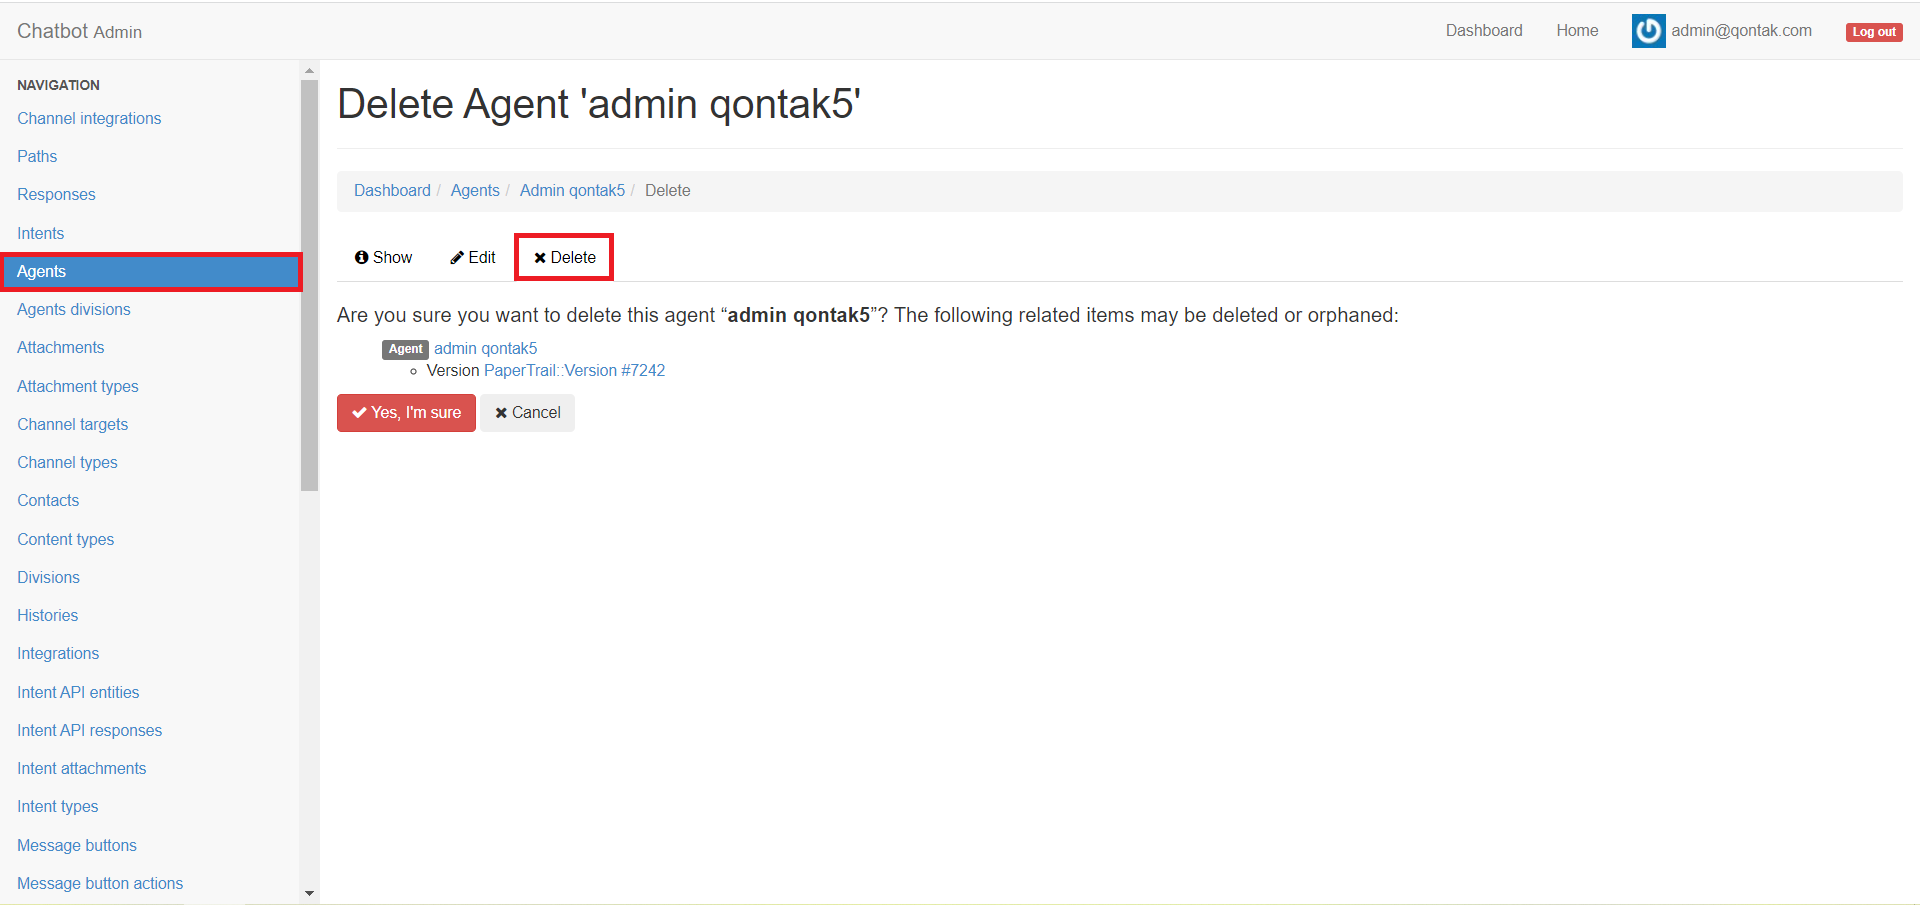 Chatbot Admin
Dashboard Home admin@qontak.com Log out
NAVIGATION
Channel integrations
Paths
Responses
Intents
Agents
Agents divisions
Attachments
Attachment types
Channel targets
Channel types
Contacts
Content types
Divisions
Histories
Integrations
Intent API entities
Intent API responses
Intent attachments
Intent types
Message buttons
Message button actions
Delete Agent 'admin qontak5'
Dashboard / Agents / Admin qontak5 / Delete
Show Edit Delete
Are you sure you want to delete this agent “admin qontak5”? The following related items may be deleted or orphaned:
Agent admin qontak5
Version PaperTrail::Version #7242
Yes, I'm sure Cancel